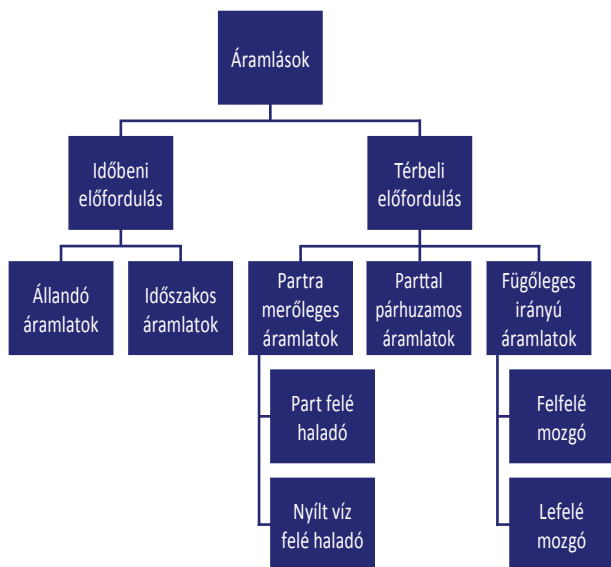 Áramlások
Időbeni
előfordulás
Térbeli
előfordulás
Állandó
áramlatok
Időszakos
áramlatok
Partra
merőleges
áramlatok
Parttal
párhuzamos
áramlatok
Fügőleges
irányú
áramlatok
Part felé
haladó
Nyílt víz
felé haladó
Felfelé
mozgó
Lefelé
mozgó